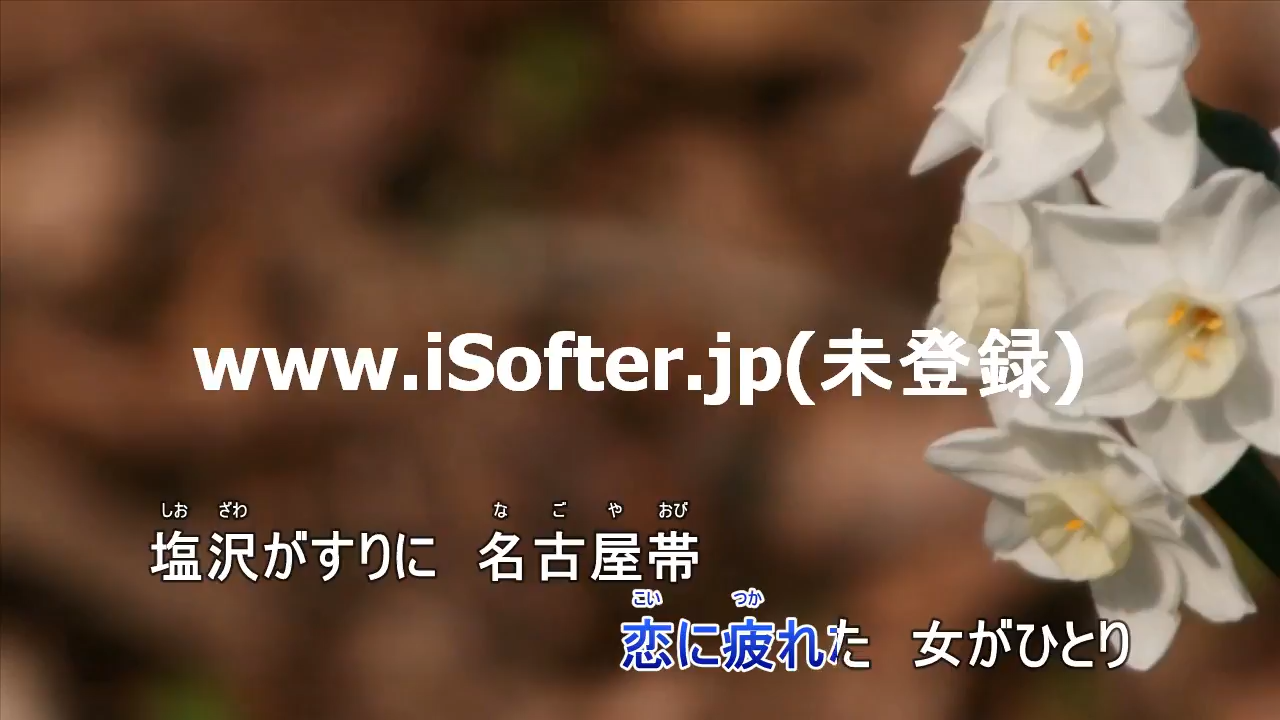 www.iSofter.jp(未登録)
しお ざわ な ご や おび
塩沢がすりに 名古屋帯
こい つか
恋に疲れた 女がひとり